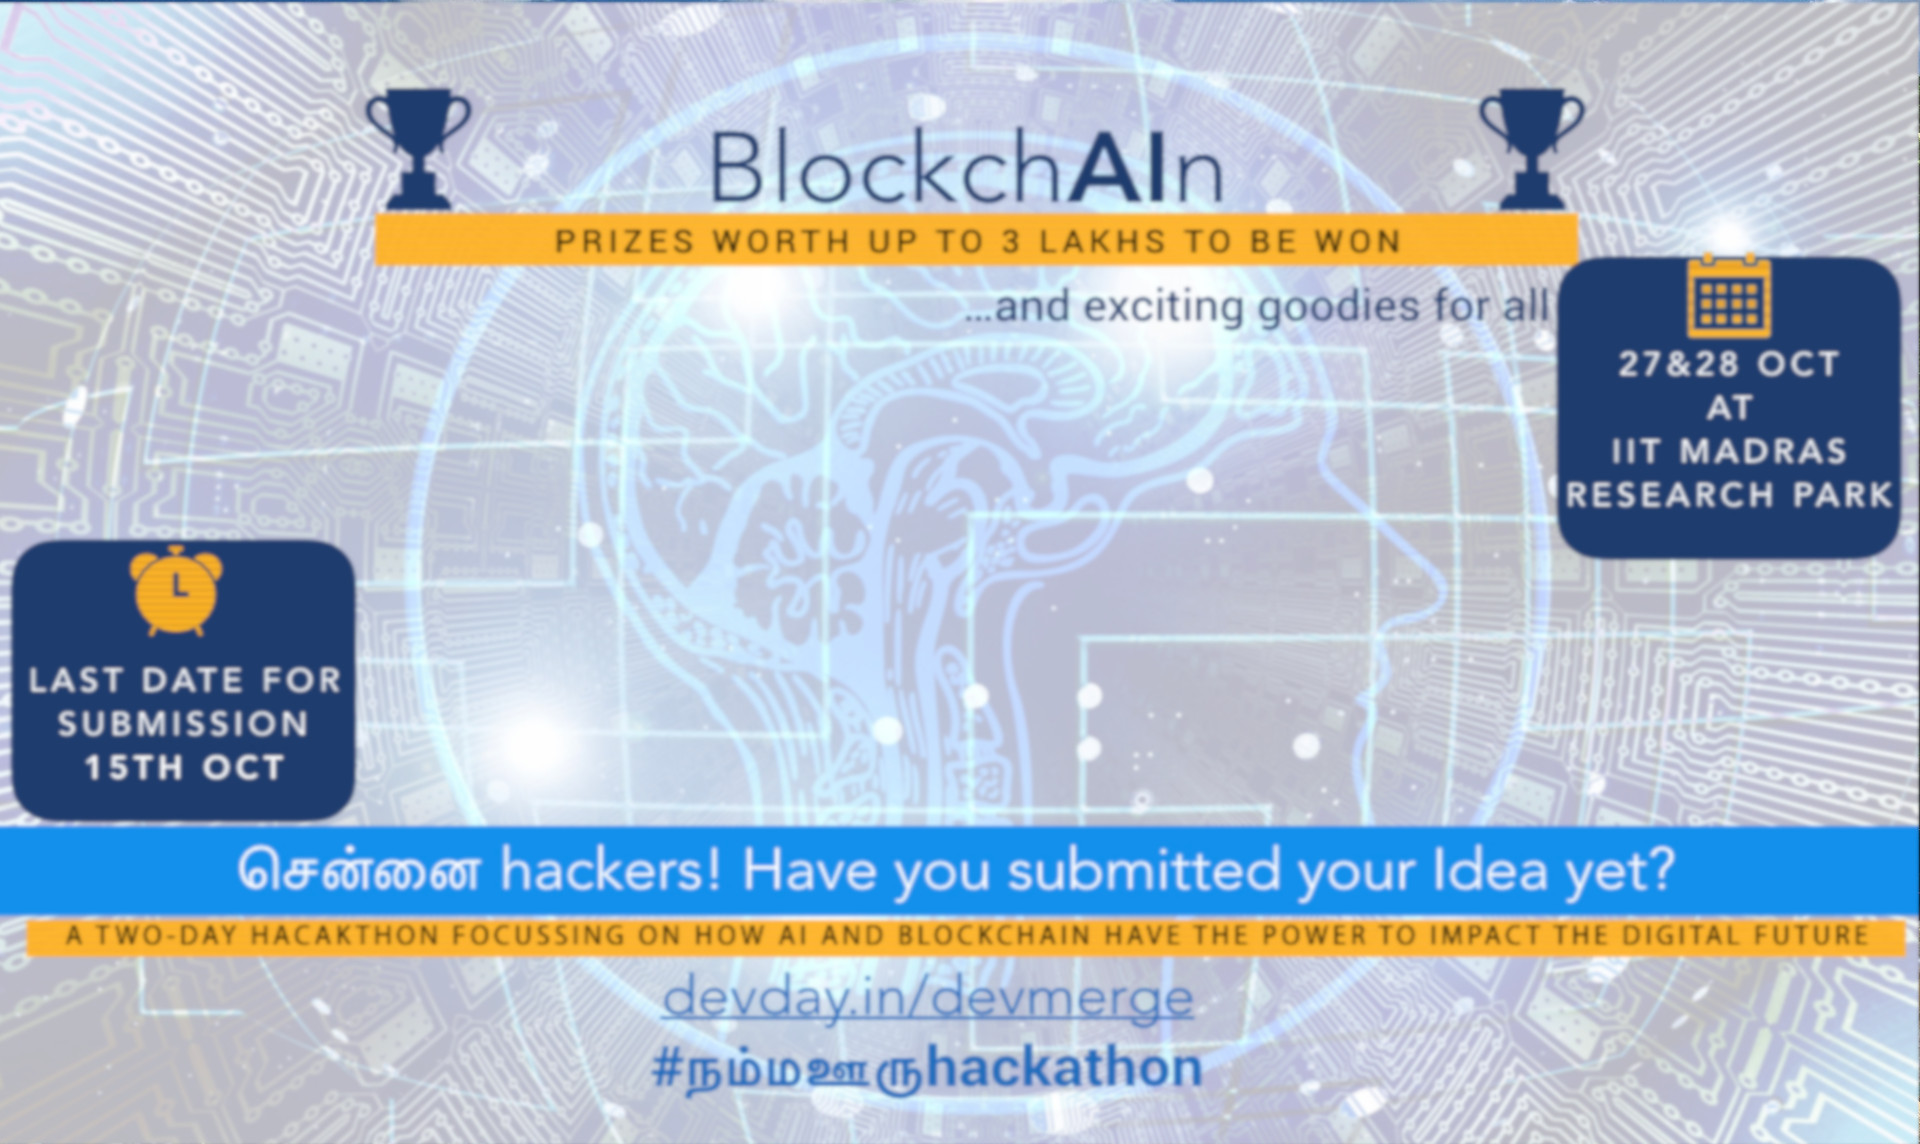 BlockchAIn
PRIZES WORTH UP TO 3 LAKHS TO BE WON
...and exciting goodies for all
27&28 OCT
AT
IIT MADRAS
RESEARCH PARK
LAST DATE FOR
SUBMISSION
15TH OCT
சென்னை hackers! Have you submitted your Idea yet?
A TWO-DAY HACAKTHON FOCUSSING ON HOW AI AND BLOCKCHAIN HAVE THE POWER TO IMPACT THE DIGITAL FUTURE
devday.in/devmerge
#நம்மஊருhackathon